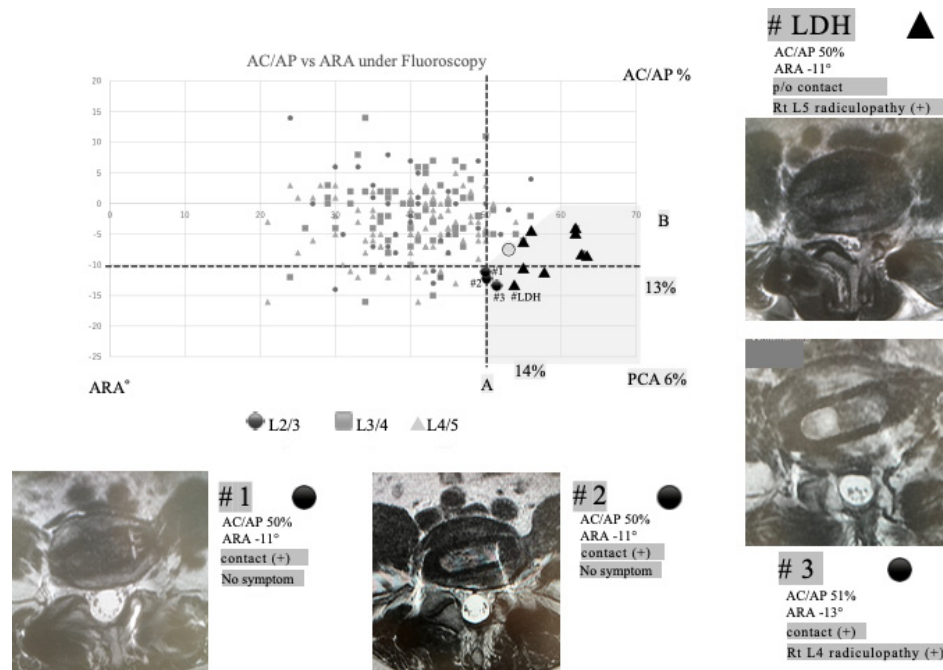 AC/AP vs ARA under Fluoroscopy
AC/AP %
20
15
10
5
0
-5
-10
-15
-20
-25
0
10
20
30
40
50
60
70
B
#1
#2
#3
#LDH
13%
14%
ARA°
A
PCA 6%
L2/3
L3/4
L4/5
# LDH
AC/AP 50%
ARA -11°
p/o contact
Rt L5 radiculopathy (+)
# 1
AC/AP 50%
ARA -11°
contact (+)
No symptom
# 2
AC/AP 50%
ARA -11°
contact (+)
No symptom
# 3
AC/AP 51%
ARA -13°
contact (+)
Rt L4 radiculopathy (+)